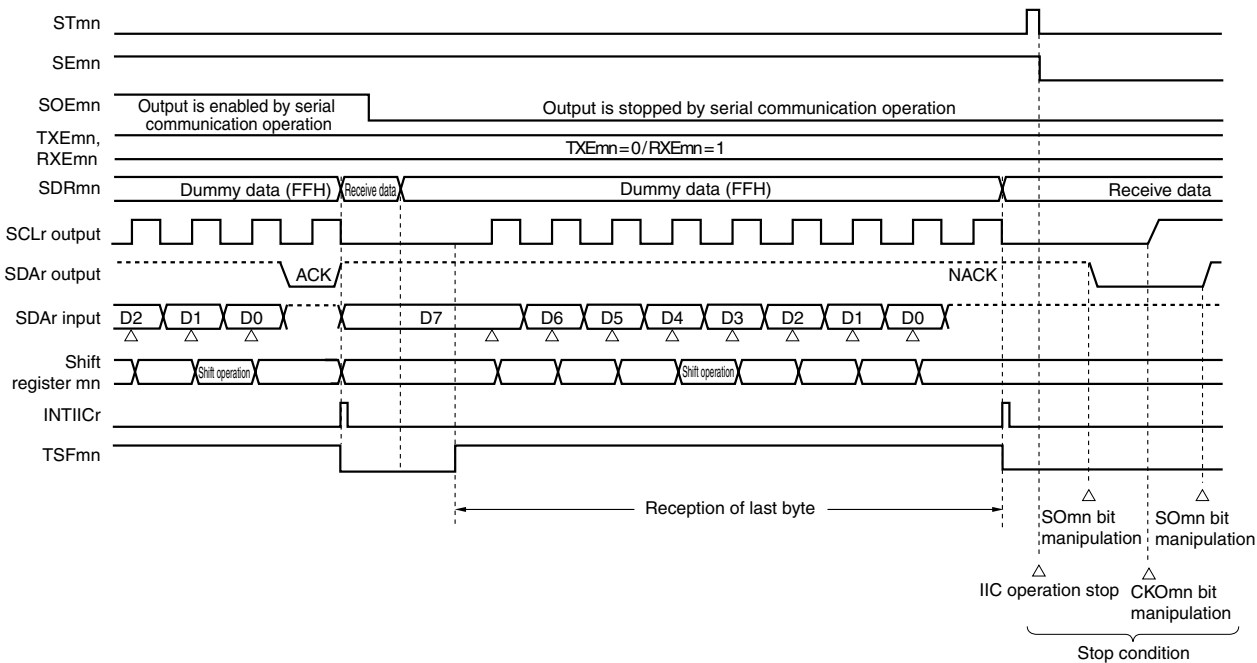 STmn
SEmn
SOEmn
Output is enabled by serial
communication operation
Output is stopped by serial communication operation
TXEmn,
RXEmn
TXEmn=0/RXEmn=1
SDRmn
Dummy data (FFH)
Receive data
Dummy data (FFH)
Receive data
SCLr output
SDAr output
ACK
NACK
SDAr input
D2
D1
D0
D7
D6
D5
D4
D3
D2
D1
D0
Shift
register mn
Shift operation
Shift operation
INTIICr
TSFmn
Reception of last byte
SOmn bit
manipulation
SOmn bit
manipulation
IIC operation stop
CKOmn bit
manipulation
Stop condition